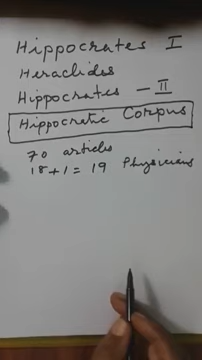 Hippocrates I
Heraclides
Hippocrates - II
Hippocratic Corpus
70 articles
18 + 1 = 19 Physicians